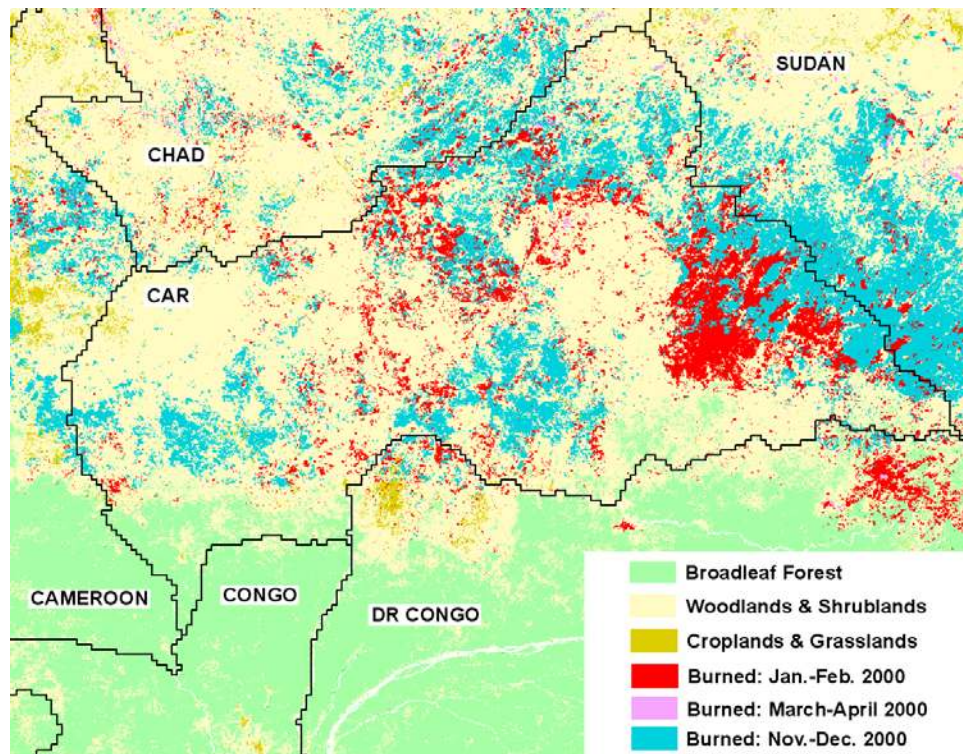 SUDAN
CHAD
CAR
CAMEROON
CONGO
DR CONGO
Broadleaf Forest
Woodlands & Shrublands
Croplands & Grasslands
Burned: Jan.-Feb. 2000
Burned: March-April 2000
Burned: Nov.-Dec. 2000